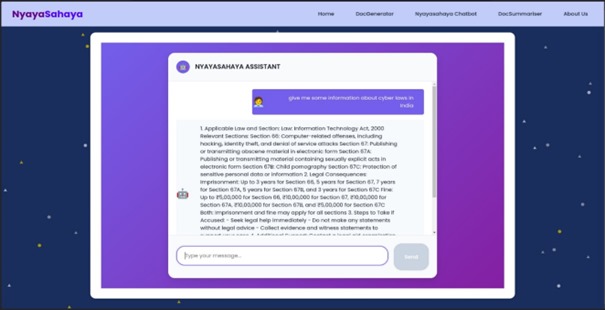 NyayaSahaya
Home DocGenerator Nyayasahaya Chatbot DocSummariser About Us
NYAYASAHAYA ASSISTANT
give me some information about cyber laws in
India
1. Applicable Law and Section: Law: Information Technology Act, 2000
Relevant Sections: Section 66: Computer-related offenses, including
hacking, identity theft, and denial of service attacks Section 67: Publishing
or transmitting obscene material in electronic form Section 67A:
Publishing or transmitting material containing sexually explicit acts in
electronic form Section 67B: Child pornography Section 67C: Protection of
sensitive personal data or information 2. Legal Consequences:
Imprisonment: Up to 3 years for Section 66, 5 years for Section 67, 7 years
for Section 67A, 5 years for Section 67B, and 3 years for Section 67C Fine:
Up to ₹5,00,000 for Section 66, ₹10,00,000 for Section 67, ₹10,00,000 for
Section 67A, ₹10,00,000 for Section 67B, and ₹5,00,000 for Section 67C
Both: Imprisonment and fine may apply for all sections 3. Steps to Take if
Accused: - Seek legal help immediately - Do not make any statements
without legal advice - Collect evidence and witness statements to
Type your message...
Send